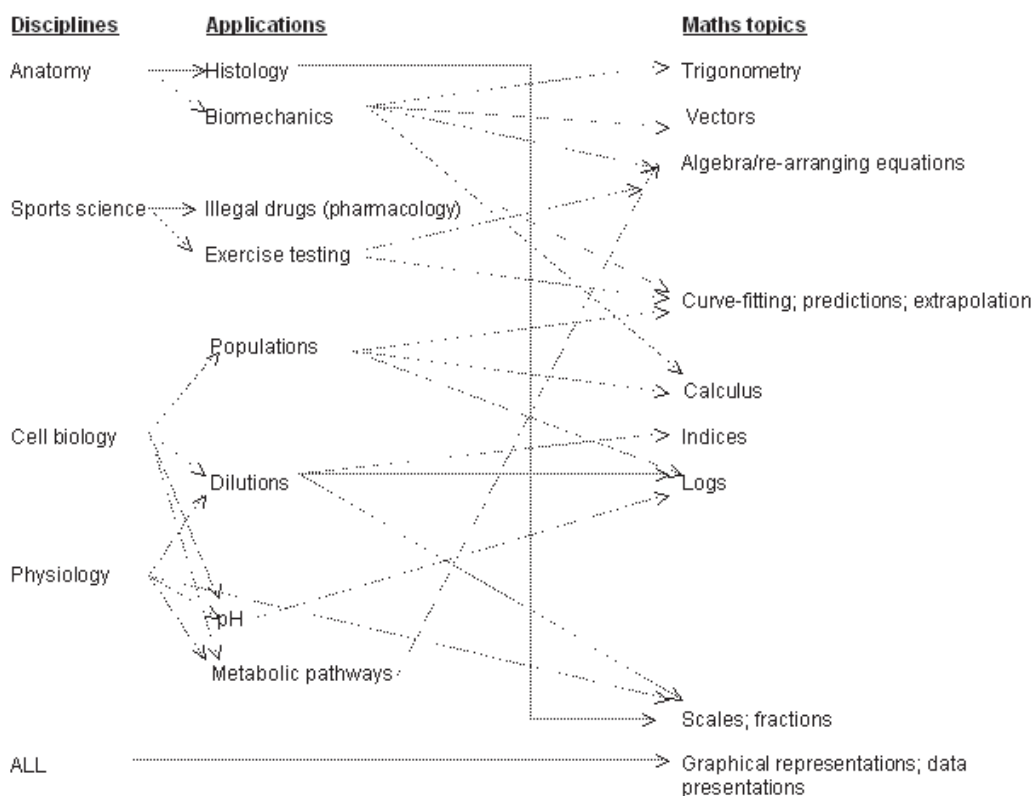 Disciplines Applications Maths topics
Anatomy Histology Trigonometry
Biomechanics Vectors
Algebra/re-arranging equations
Sports science Illegal drugs (pharmacology)
Exercise testing
Curve-fitting; predictions; extrapolation
Populations
Calculus
Cell biology Indices
Dilutions Logs
Physiology
pH
Metabolic pathways
Scales; fractions
ALL Graphical representations; data
presentations